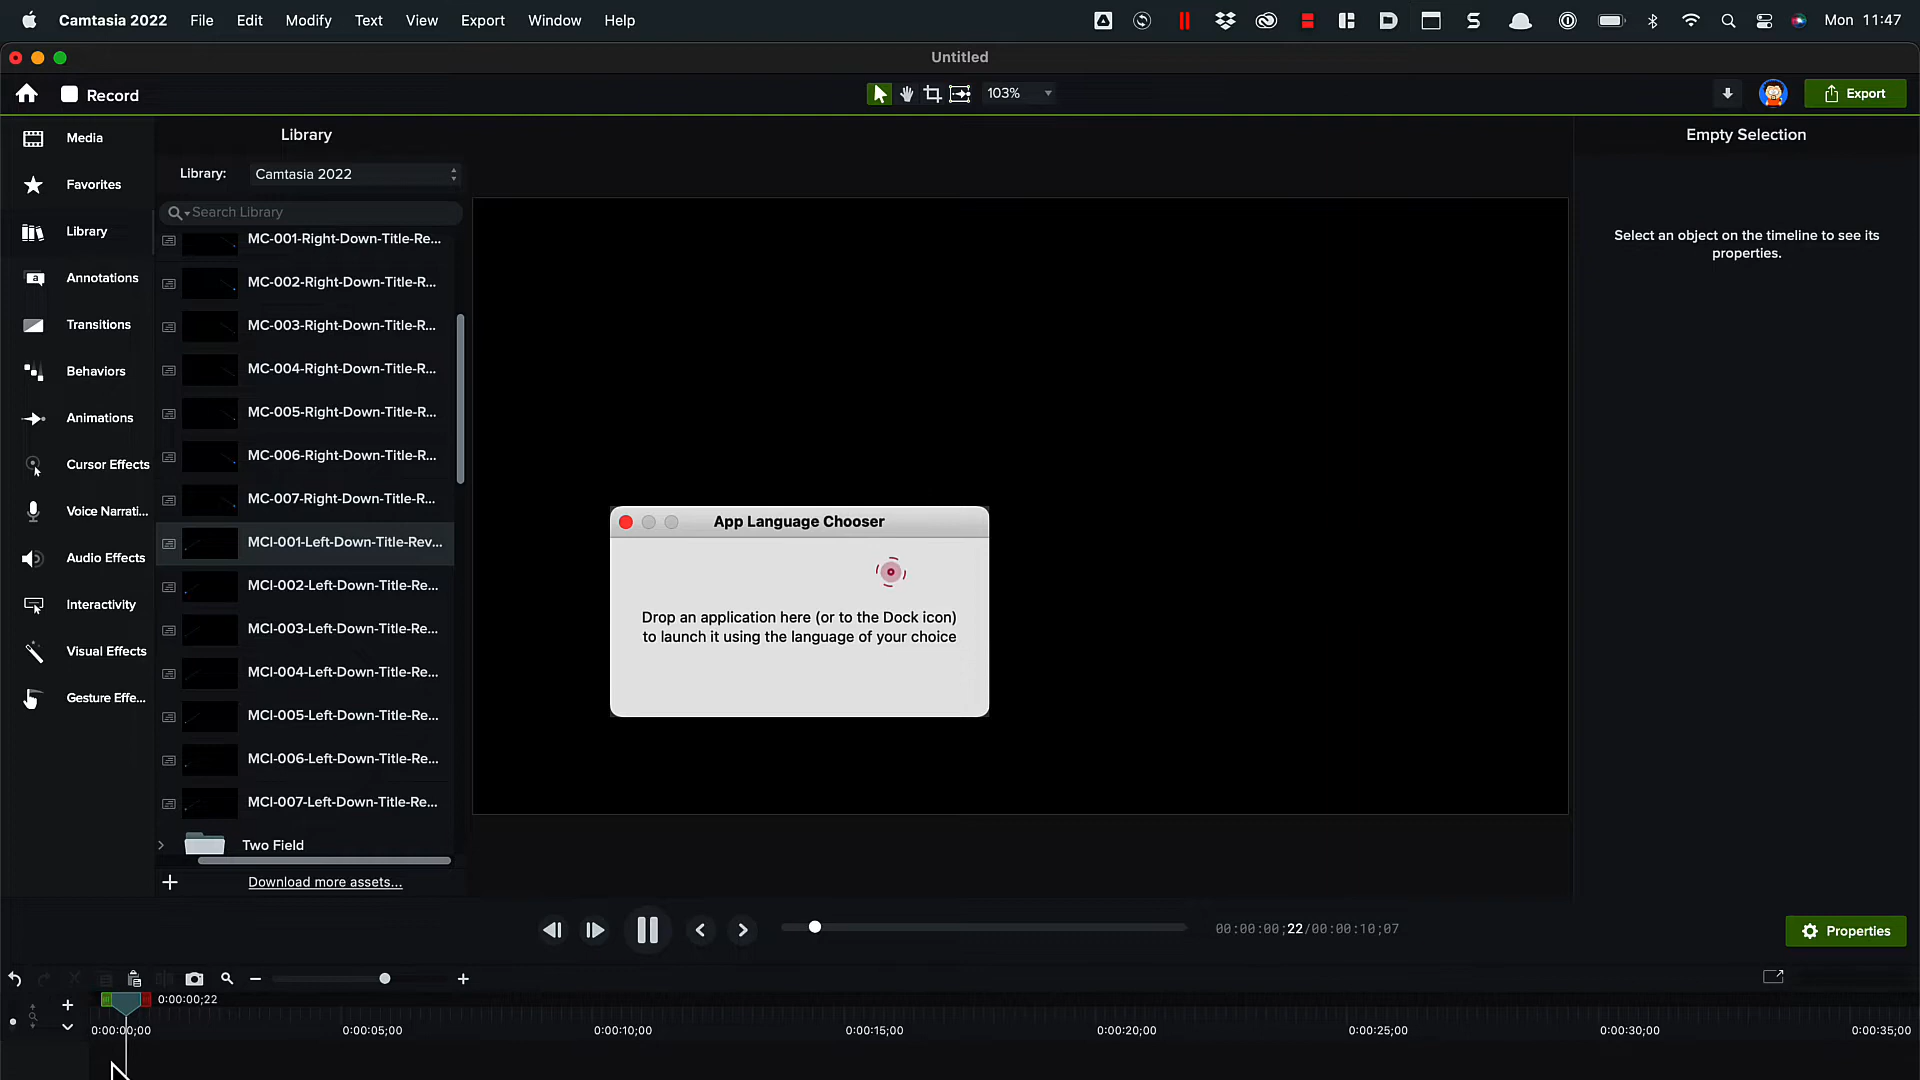 Camtasia 2022 File Edit Modify Text View Export Window Help Mon 11:47
Untitled
Record 103% Export
Media
Favorites
Library
Annotations
Transitions
Behaviors
Animations
Cursor Effects
Voice Narrati...
Audio Effects
Interactivity
Visual Effects
Gesture Effe...
Library
Library: Camtasia 2022
Search Library
MC-001-Right-Down-Title-Re...
MC-002-Right-Down-Title-R...
MC-003-Right-Down-Title-R...
MC-004-Right-Down-Title-R...
MC-005-Right-Down-Title-R...
MC-006-Right-Down-Title-R...
MC-007-Right-Down-Title-R...
MCI-001-Left-Down-Title-Rev...
MCI-002-Left-Down-Title-Re...
MCI-003-Left-Down-Title-Re...
MCI-004-Left-Down-Title-Re...
MCI-005-Left-Down-Title-Re...
MCI-006-Left-Down-Title-Re...
MCI-007-Left-Down-Title-Re...
Two Field
Download more assets...
App Language Chooser
Drop an application here (or to the Dock icon)
to launch it using the language of your choice
Empty Selection
Select an object on the timeline to see its
properties.
00:00:00;22/00:00:10;07
Properties
0:00:00;22
0:00:00;00 0:00:05;00 0:00:10;00 0:00:15;00 0:00:20;00 0:00:25;00 0:00:30;00 0:00:35;00